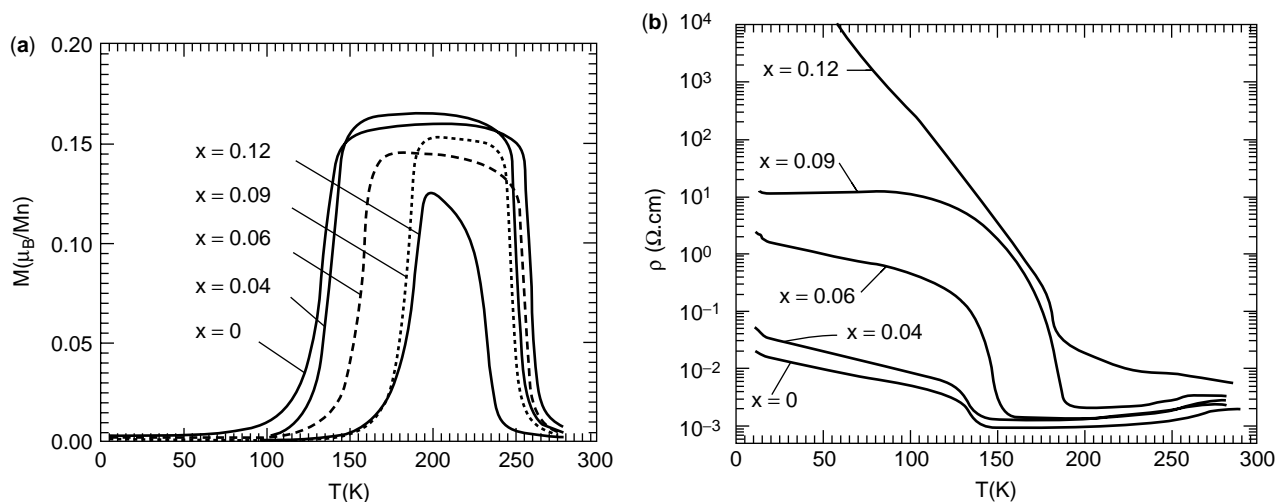 (a)
0.20
0.15
0.10
0.05
0.00
M(μB/Mn)
x = 0.12
x = 0.09
x = 0.06
x = 0.04
x = 0
0 50 100 150 200 250 300
T(K)
(b)
10⁴
10³
10²
10¹
10⁰
10⁻¹
10⁻²
10⁻³
ρ (Ω.cm)
x = 0.12
x = 0.09
x = 0.06
x = 0.04
x = 0
0 50 100 150 200 250 300
T(K)